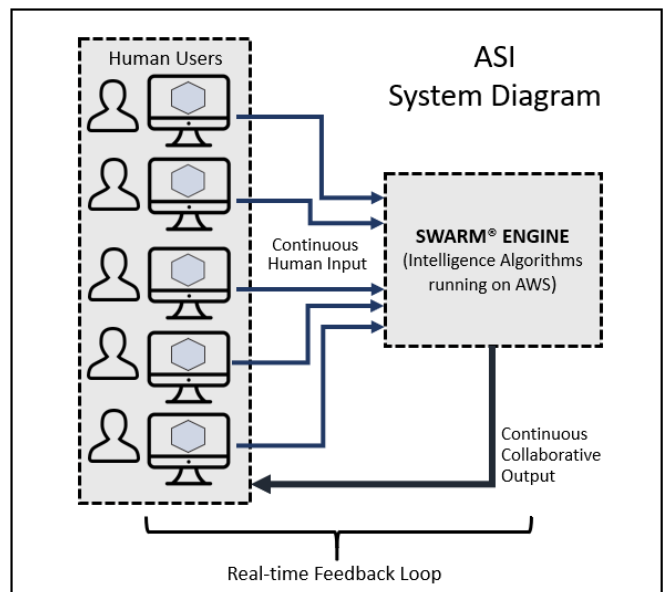 Human Users
ASI
System Diagram
Continuous
Human Input
SWARM® ENGINE
(Intelligence Algorithms
running on AWS)
Continuous
Collaborative
Output
Real-time Feedback Loop